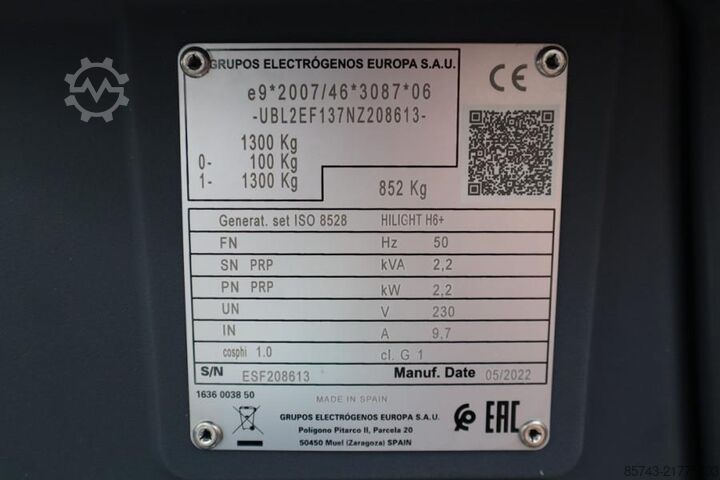 GRUPOS ELECTRÓGENOS EUROPA S.A.U.
e9*2007/46*3087*06
-UBL2EF137NZ208613-
1300 Kg
0- 100 Kg
1- 1300 Kg
852 Kg
CE
Generat. set ISO 8528 HILIGHT H6+
FN Hz 50
SN PRP kVA 2,2
PN PRP kW 2,2
UN V 230
IN A 9,7
cosphi 1.0 cl. G 1
S/N ESF208613 Manuf. Date 05/2022
1636 0038 50
MADE IN SPAIN
GRUPOS ELECTRÓGENOS EUROPA S.A.U.
Polígono Pitarco II, Parcela 20
50450 Muel (Zaragoza) SPAIN
EAC